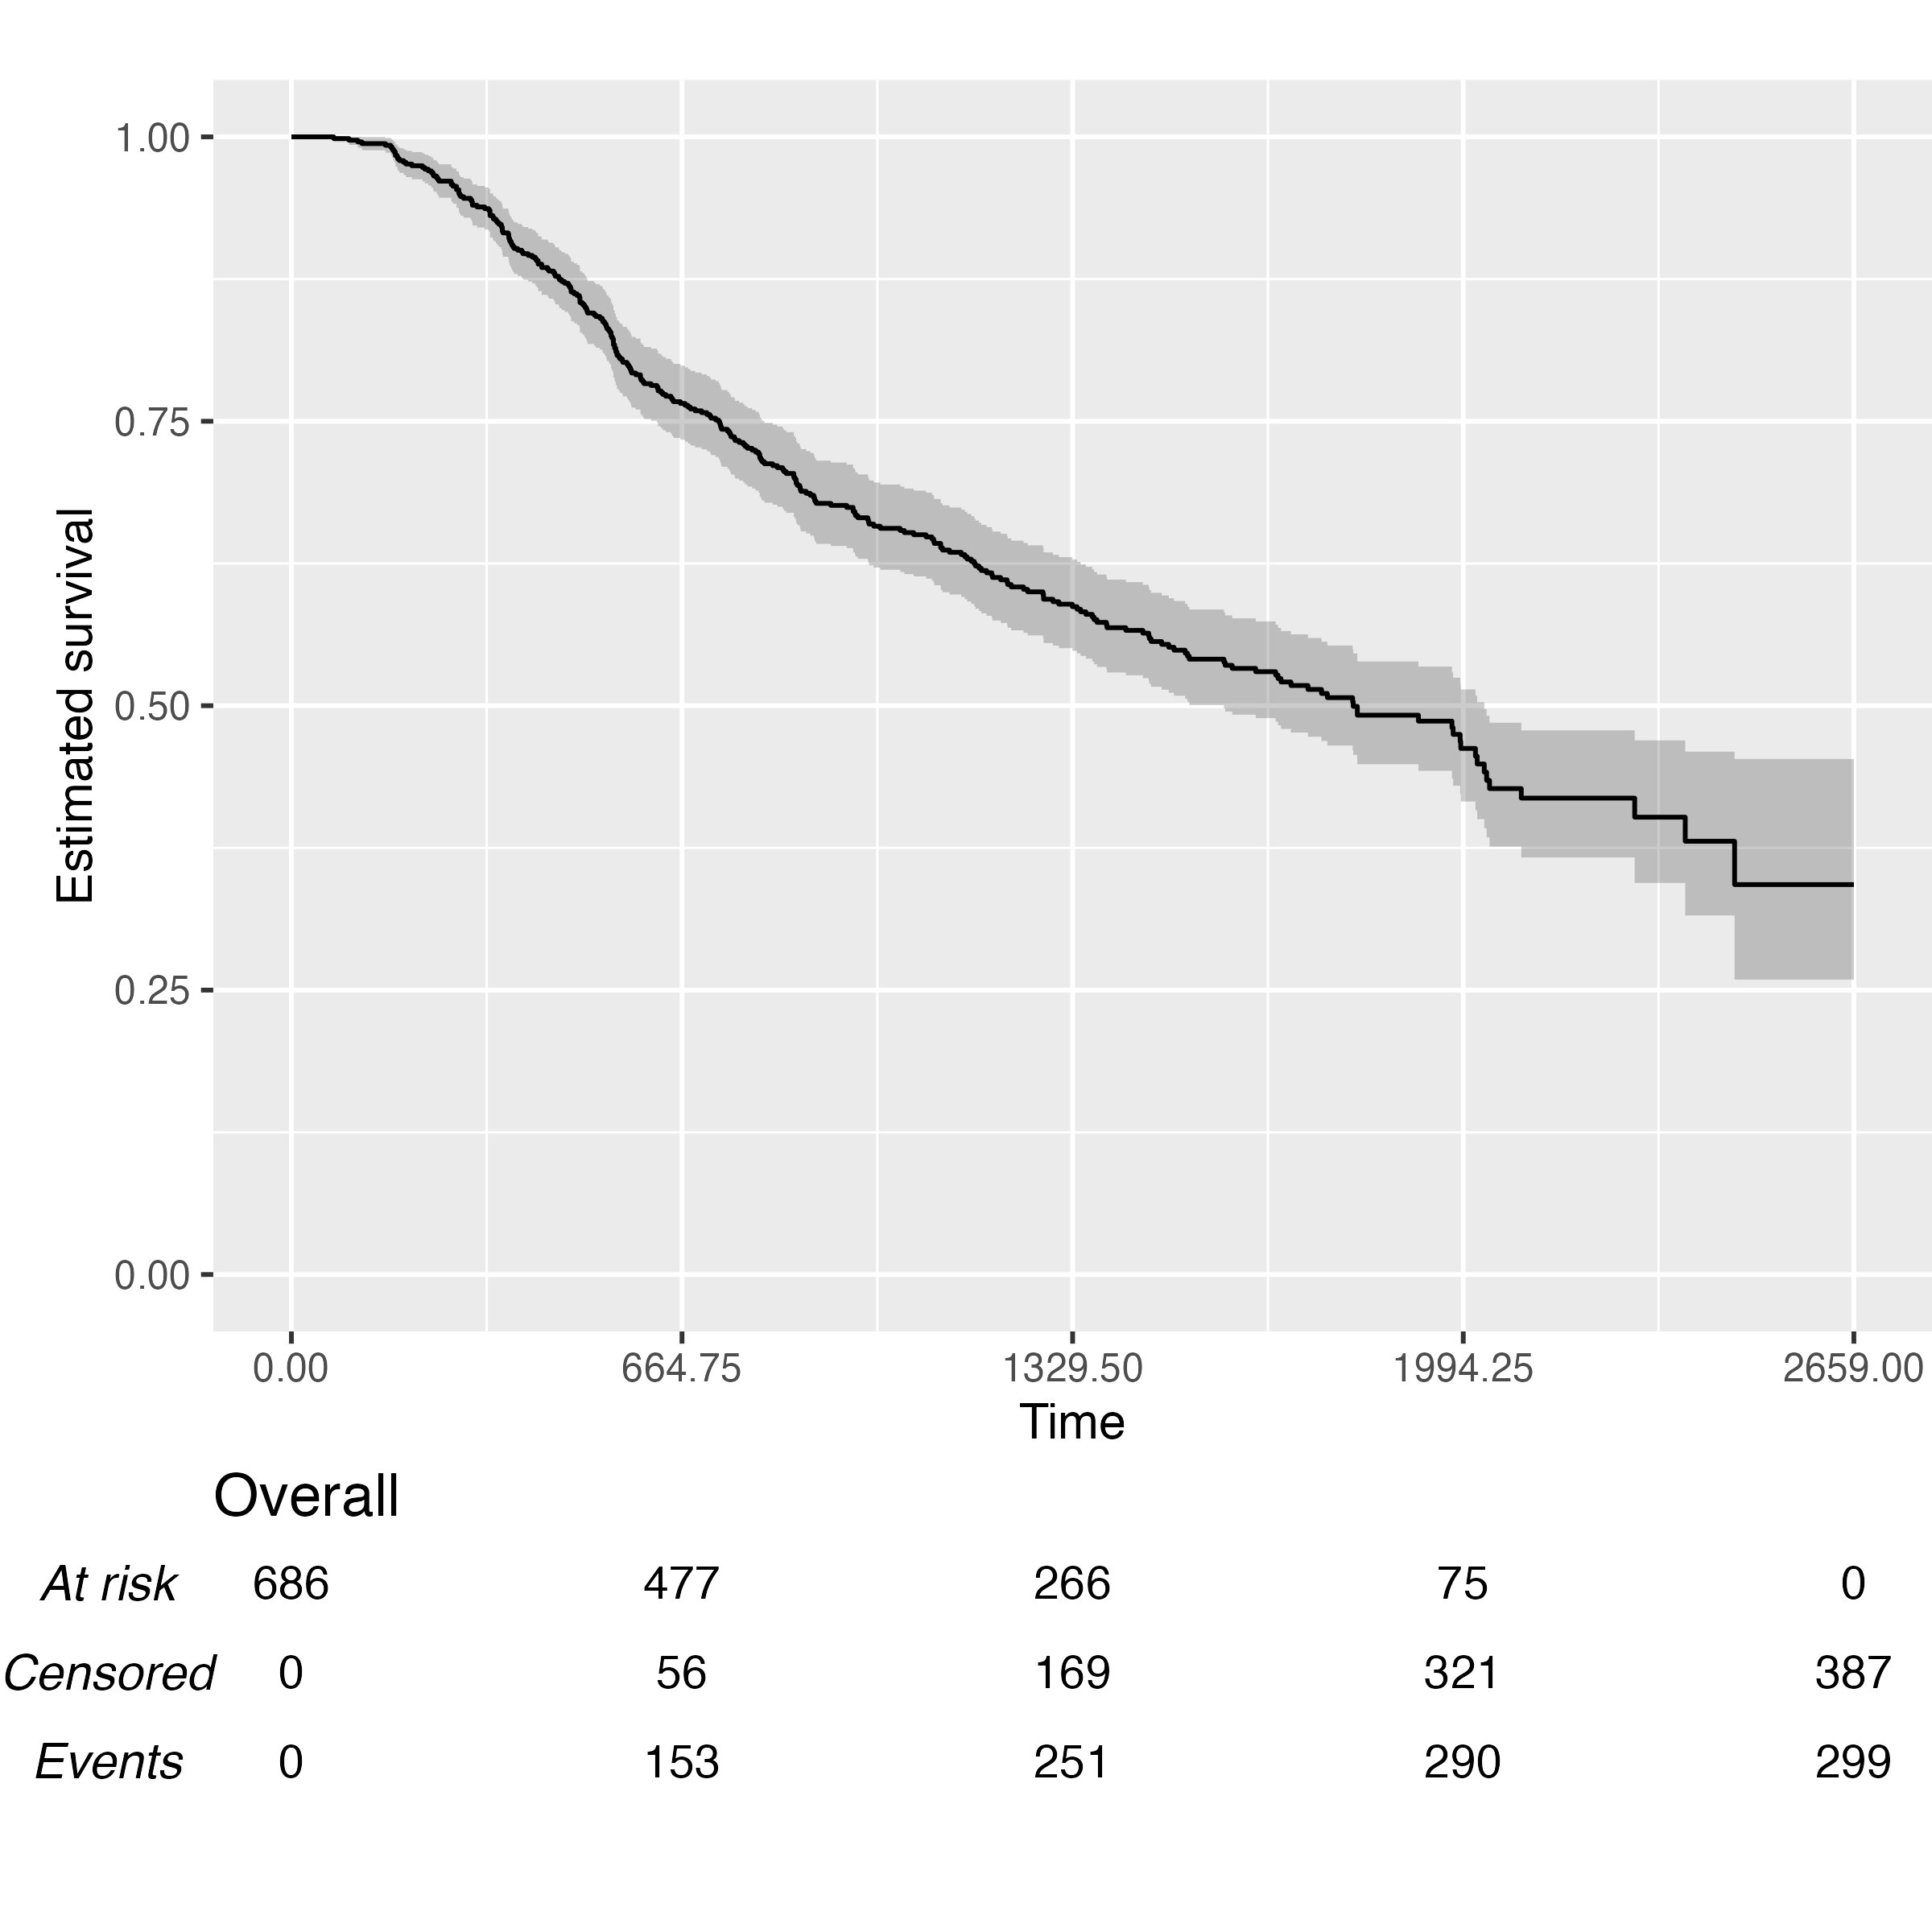 Estimated survival
1.00
0.75
0.50
0.25
0.00
0.00 664.75 1329.50 1994.25 2659.00
Time
Overall
At risk 686 477 266 75 0
Censored 0 56 169 321 387
Events 0 153 251 290 299